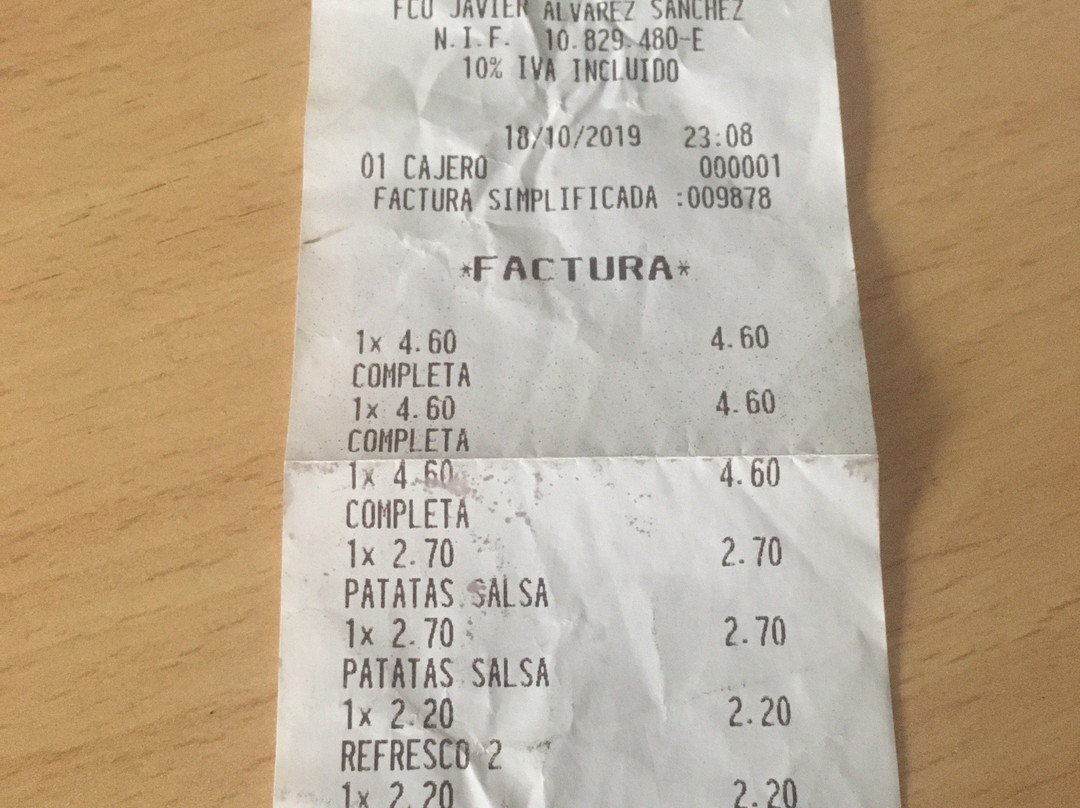 FCO JAVIER ALVAREZ SANCHEZ
N.I.F. 10.829.480-E
10% IVA INCLUIDO
18/10/2019 23:08
01 CAJERO 000001
FACTURA SIMPLIFICADA :009878
*FACTURA*
1x 4.60 4.60
COMPLETA
1x 4.60 4.60
COMPLETA
1x 4.60 4.60
COMPLETA
1x 2.70 2.70
PATATAS SALSA
1x 2.70 2.70
PATATAS SALSA
1x 2.20 2.20
REFRESCO 2
1x 2.20 2.20